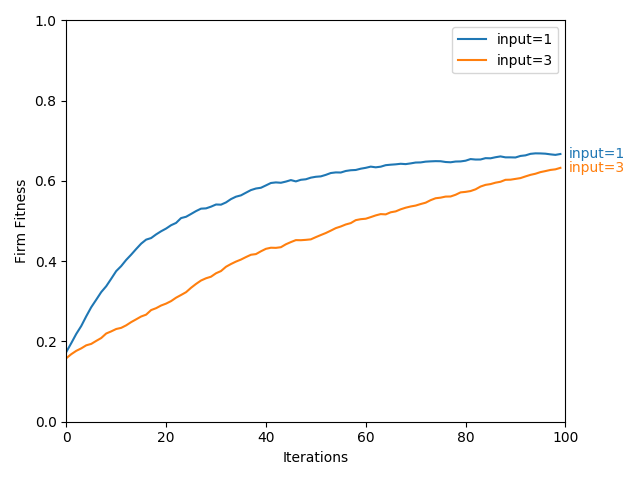 1.0
0.8
0.6
0.4
0.2
0.0
Firm Fitness
0 20 40 60 80 100
Iterations
input=1
input=3
input=1
input=3